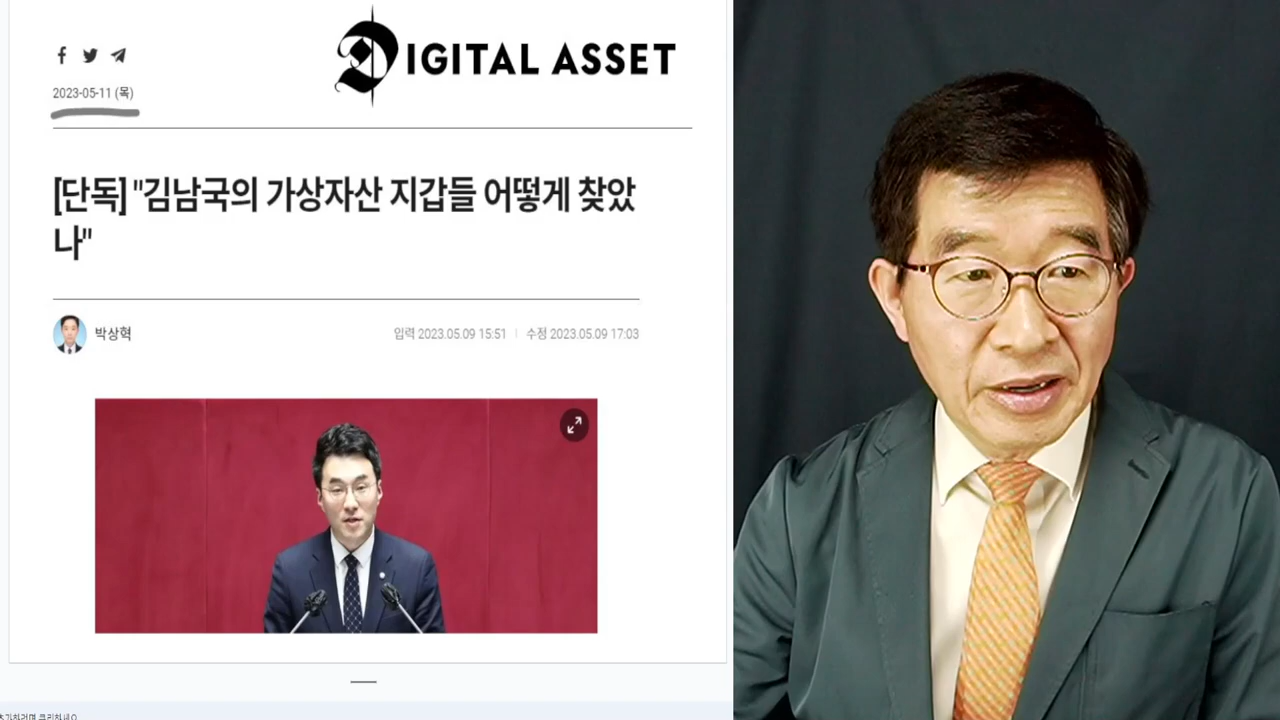 DIGITAL ASSET
2023-05-11 (목)
[단독] "김남국의 가상자산 지갑들 어떻게 찾았
나"
박상혁
입력 2023.05.09 15:51 | 수정 2023.05.09 17:03